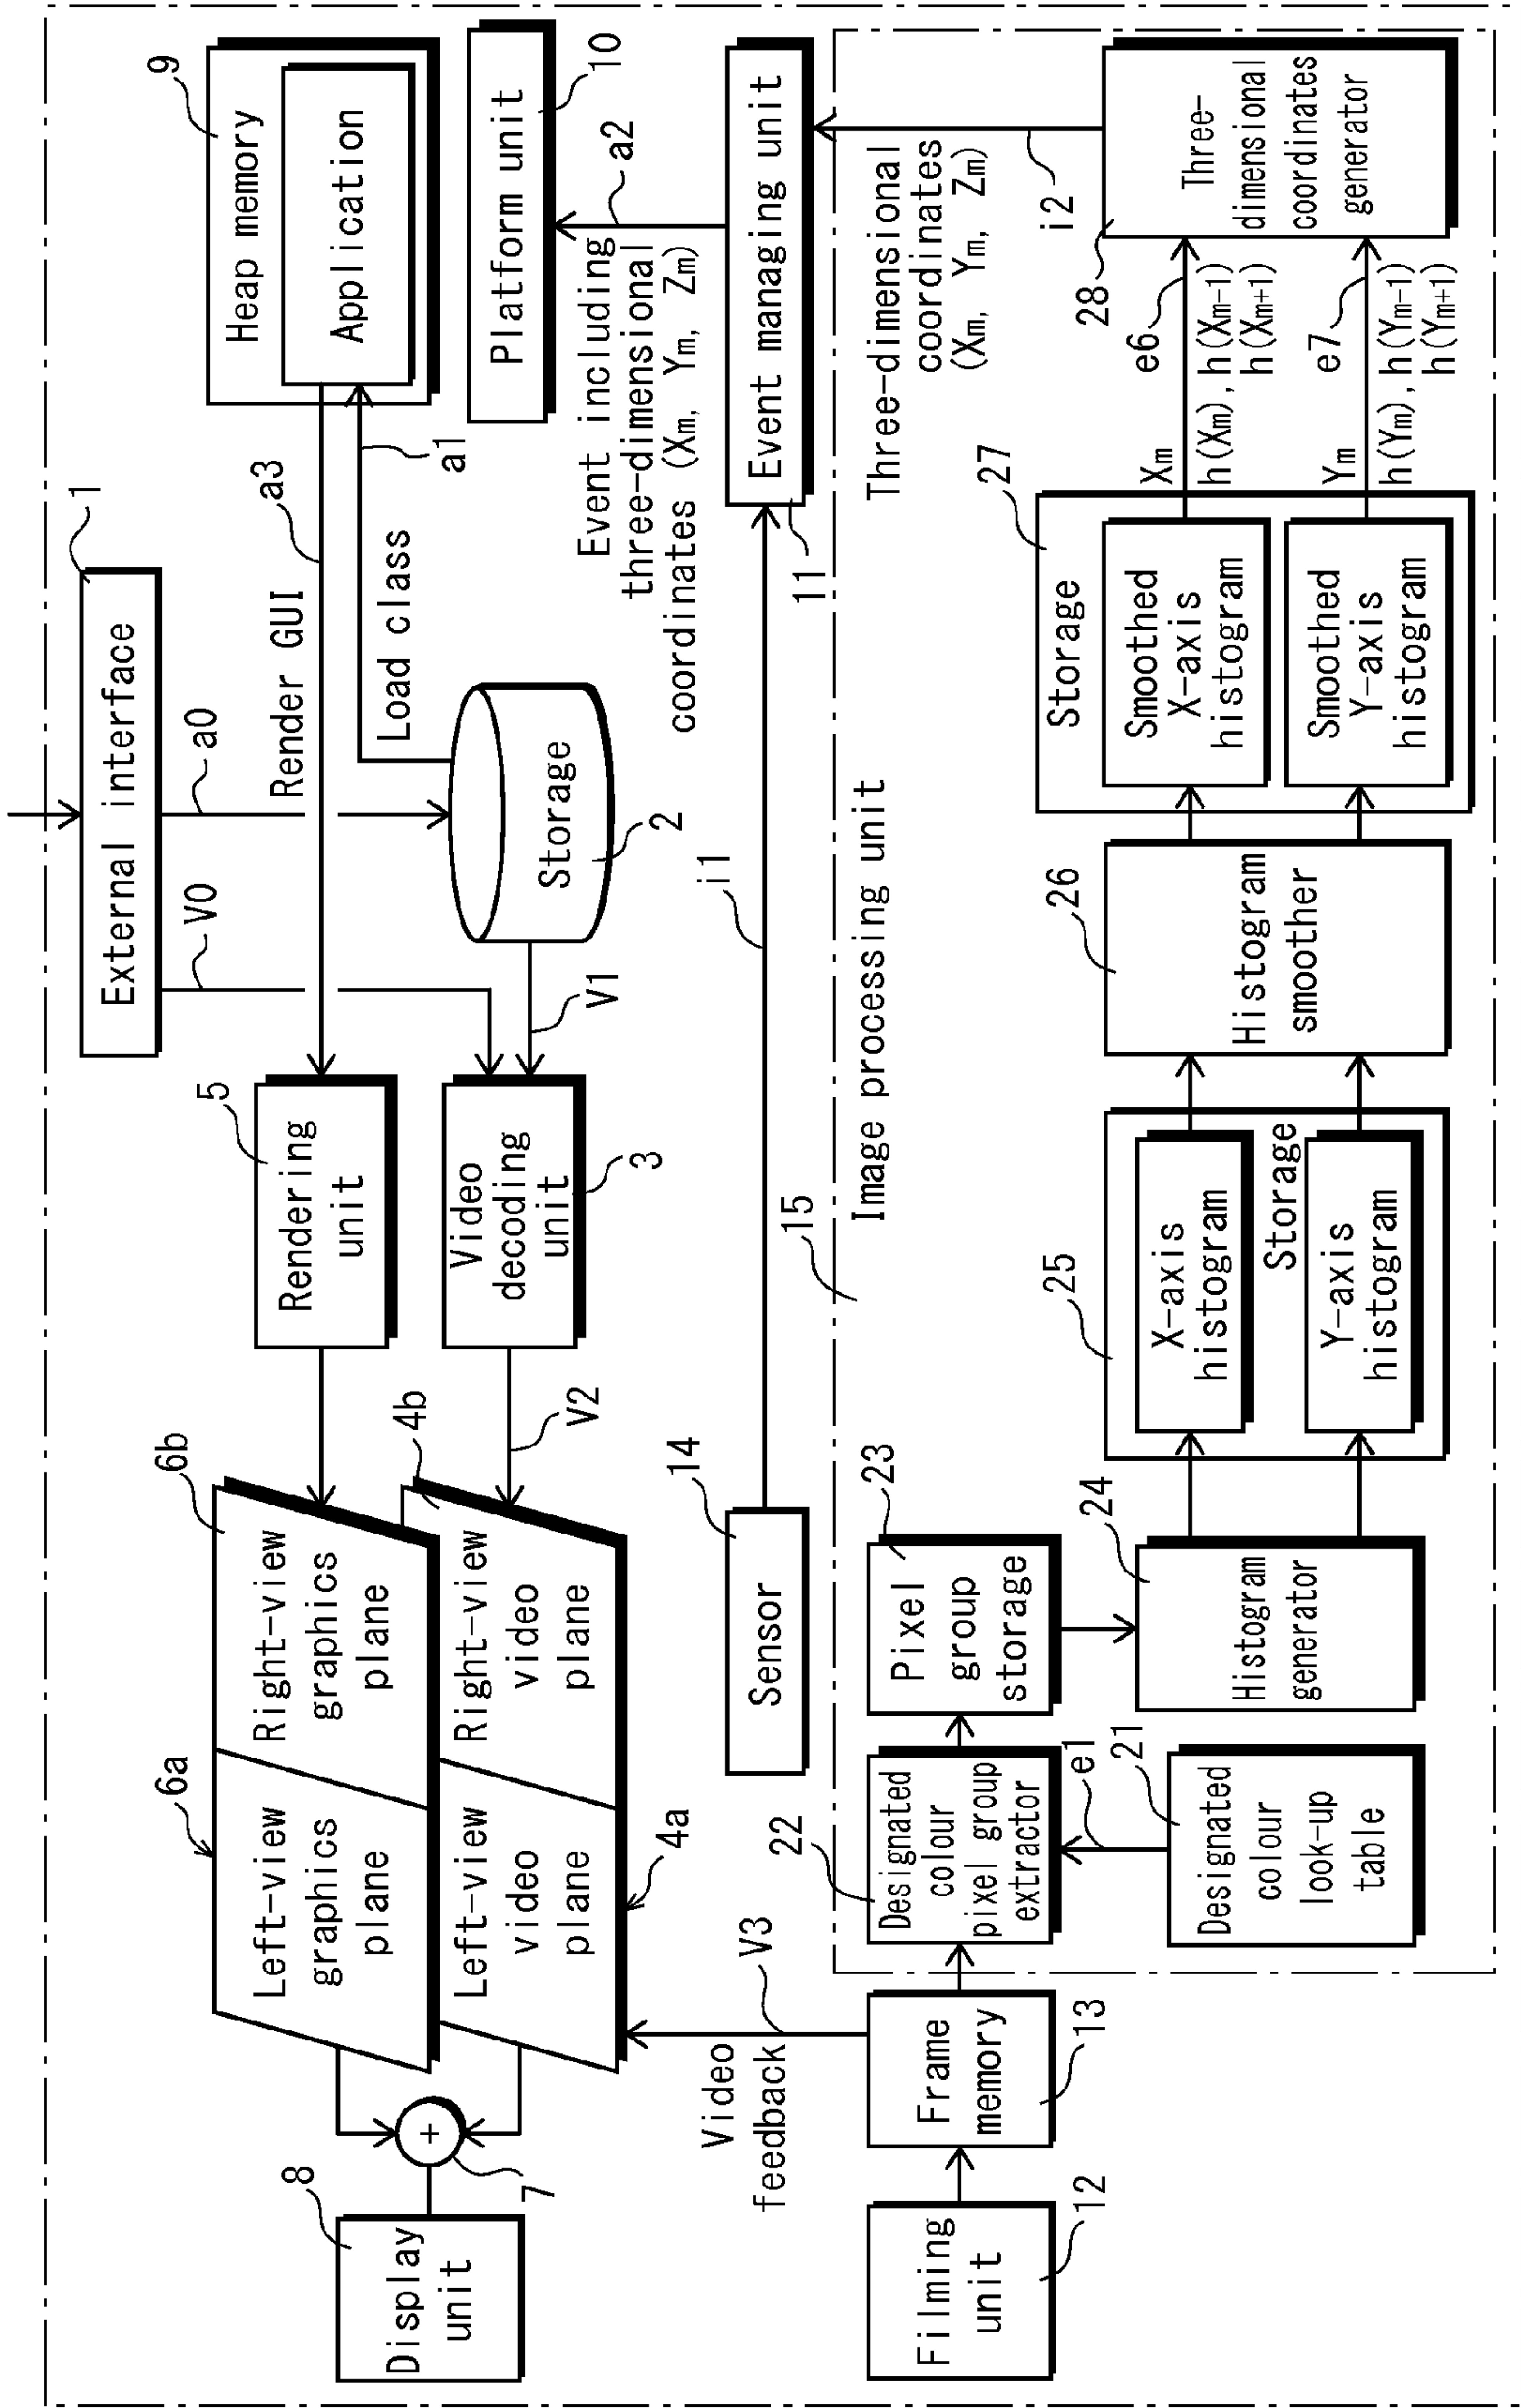 1
External interface
V0
a0
9
Heap memory
Application
a3
Render GUI
a1
Load class
10
Platform unit
a2
Event including
three-dimensional
coordinates (Xm, Ym, Zm)
5
Rendering
unit
Storage
2
V1
Video
decoding
unit
3
6a
6b
Left-view
graphics
plane
Right-view
graphics
plane
4b
V2
Left-view
video
plane
Right-view
video
plane
4a
8
Display
unit
7
+
Video
feedback
V3
14
Sensor
i1
Event managing unit
11
15
Image processing unit
Three-dimensional
coordinates
(Xm, Ym, Zm)
i2
Filming
unit
12
Frame
memory
13
22
Designated
colour
pixel group
extractor
23
Pixel
group
storage
e1
21
Designated
colour
look-up
table
24
Histogram
generator
25
X-axis
histogram
Storage
Y-axis
histogram
26
Histogram
smoother
27
Storage
Smoothed
X-axis
histogram
Smoothed
Y-axis
histogram
Xm
e6
h(Xm), h(Xm-1)
h(Xm+1)
Ym
e7
h(Ym), h(Ym-1)
h(Ym+1)
28
Three-
dimensional
coordinates
generator